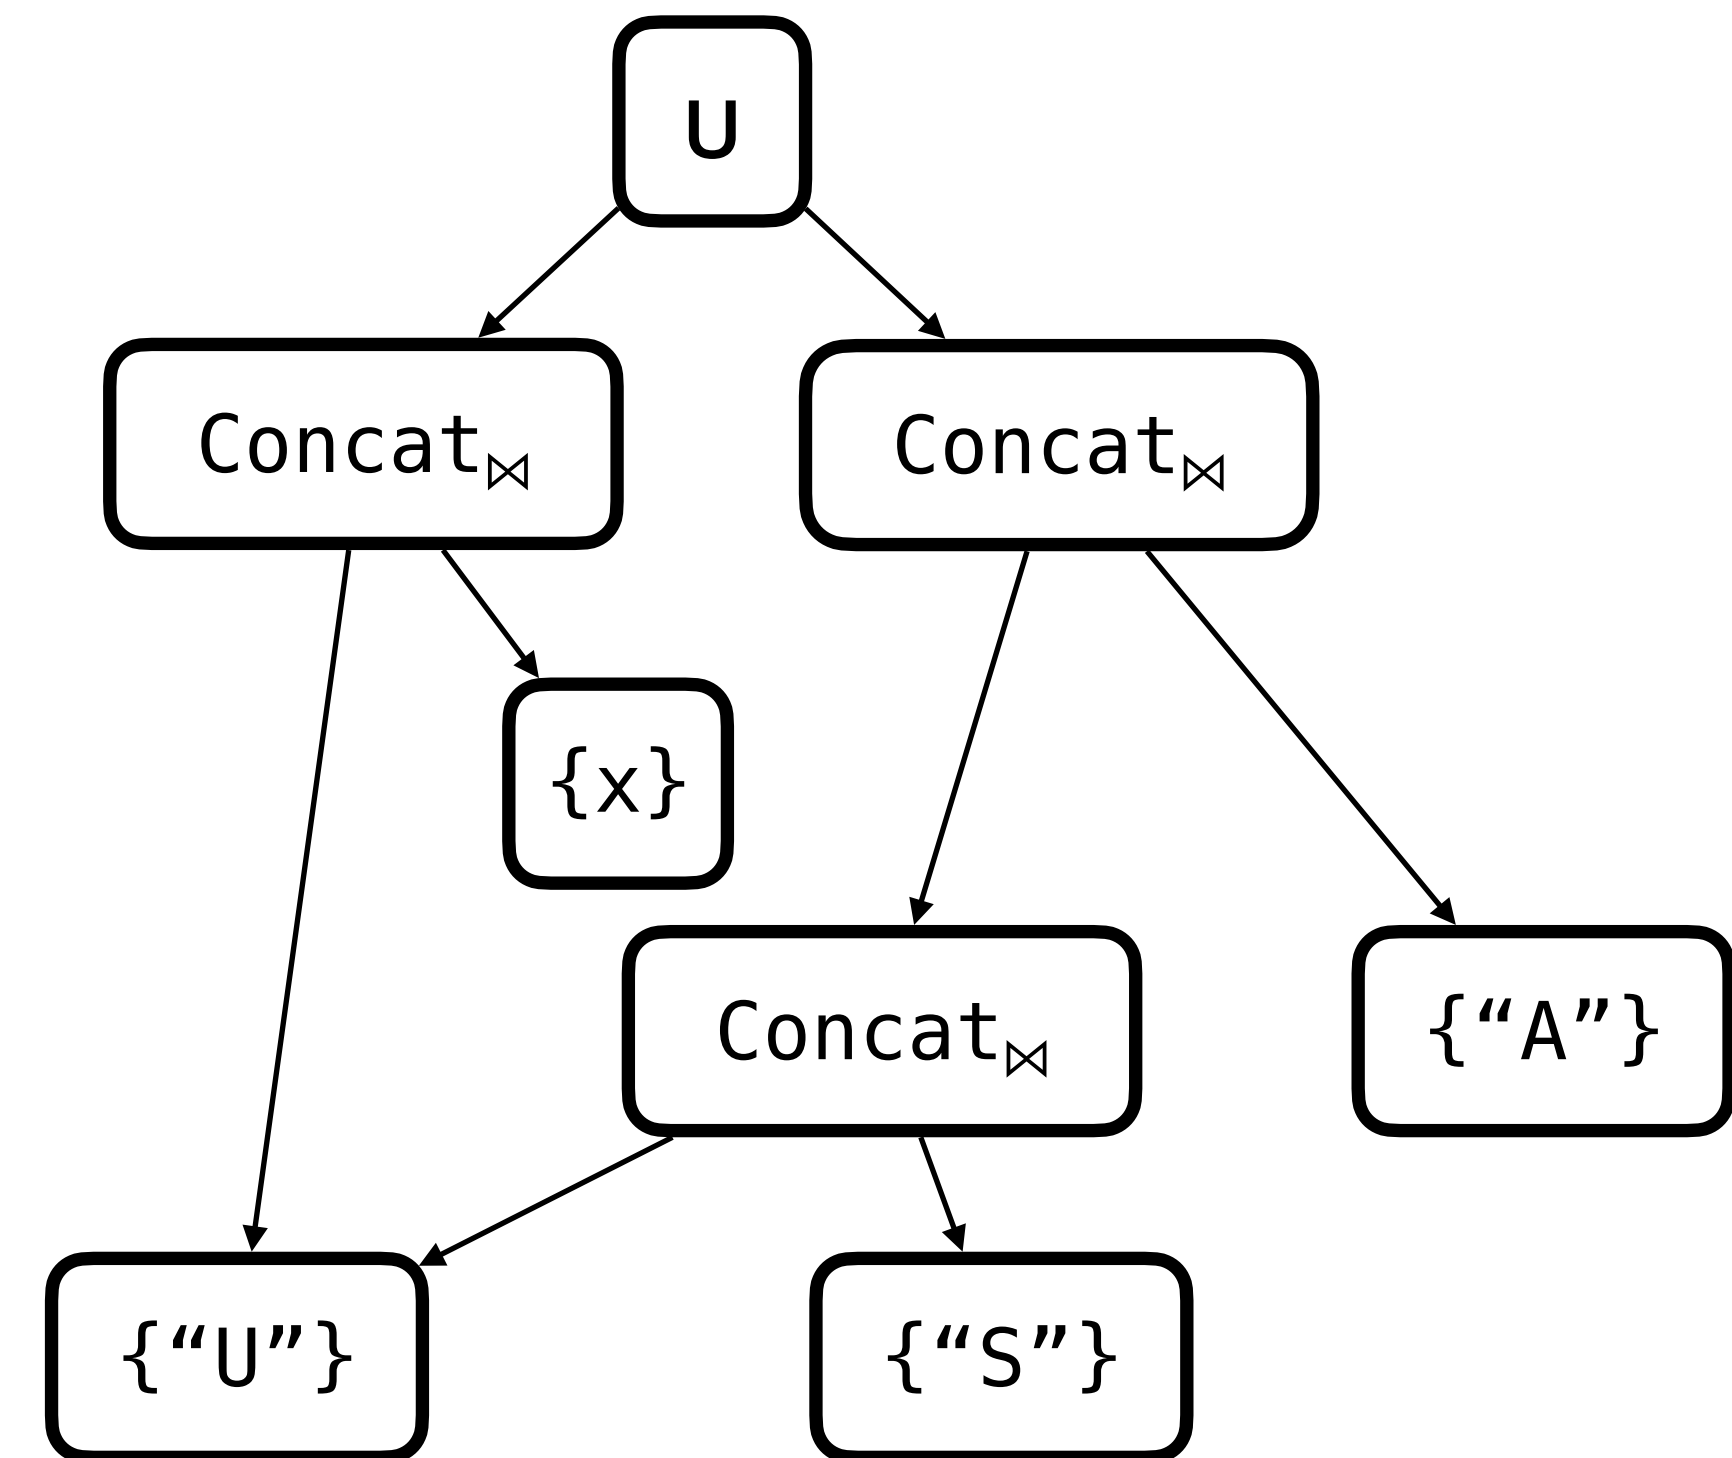 ∪
Concat⋈
Concat⋈
{x}
Concat⋈
{“A”}
{“U”}
{“S”}